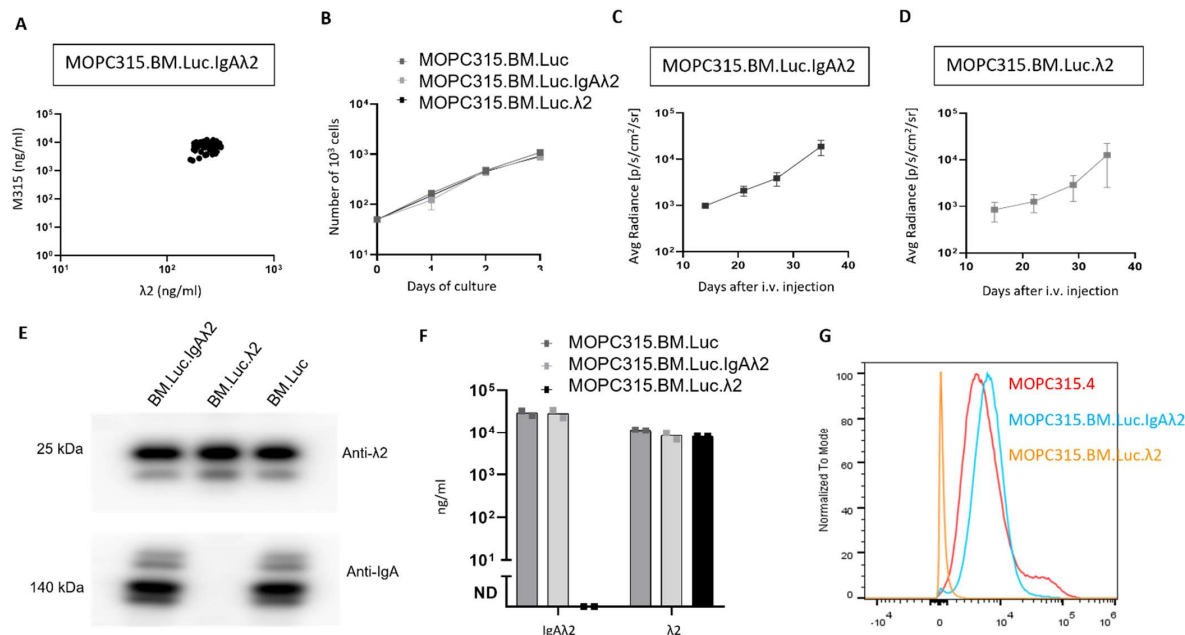 A
MOPC315.BM.Luc.IgAλ2
10⁵
10⁴
10³
10²
10¹
10⁰
M315 (ng/ml)
10¹
10²
10³
λ2 (ng/ml)
B
MOPC315.BM.Luc
MOPC315.BM.Luc.IgAλ2
MOPC315.BM.Luc.λ2
10⁴
10³
10²
10¹
Number of 10³ cells
0
1
2
3
Days of culture
C
MOPC315.BM.Luc.IgAλ2
10⁵
10⁴
10³
10²
Avg Radiance [p/s/cm²/sr]
10
20
30
40
Days after i.v. injection
D
MOPC315.BM.Luc.λ2
10⁵
10⁴
10³
10²
Avg Radiance [p/s/cm²/sr]
10
20
30
40
Days after i.v. injection
E
BM.Luc.IgAλ2
BM.Luc.λ2
BM.Luc
25 kDa
Anti-λ2
140 kDa
Anti-IgA
F
MOPC315.BM.Luc
MOPC315.BM.Luc.IgAλ2
MOPC315.BM.Luc.λ2
10⁵
10⁴
10³
10²
10¹
ND
ng/ml
IgAλ2
λ2
G
100
80
60
40
20
0
Normalized To Mode
MOPC315.4
MOPC315.BM.Luc.IgAλ2
MOPC315.BM.Luc.λ2
-10⁴
0
10⁴
10⁵
10⁶